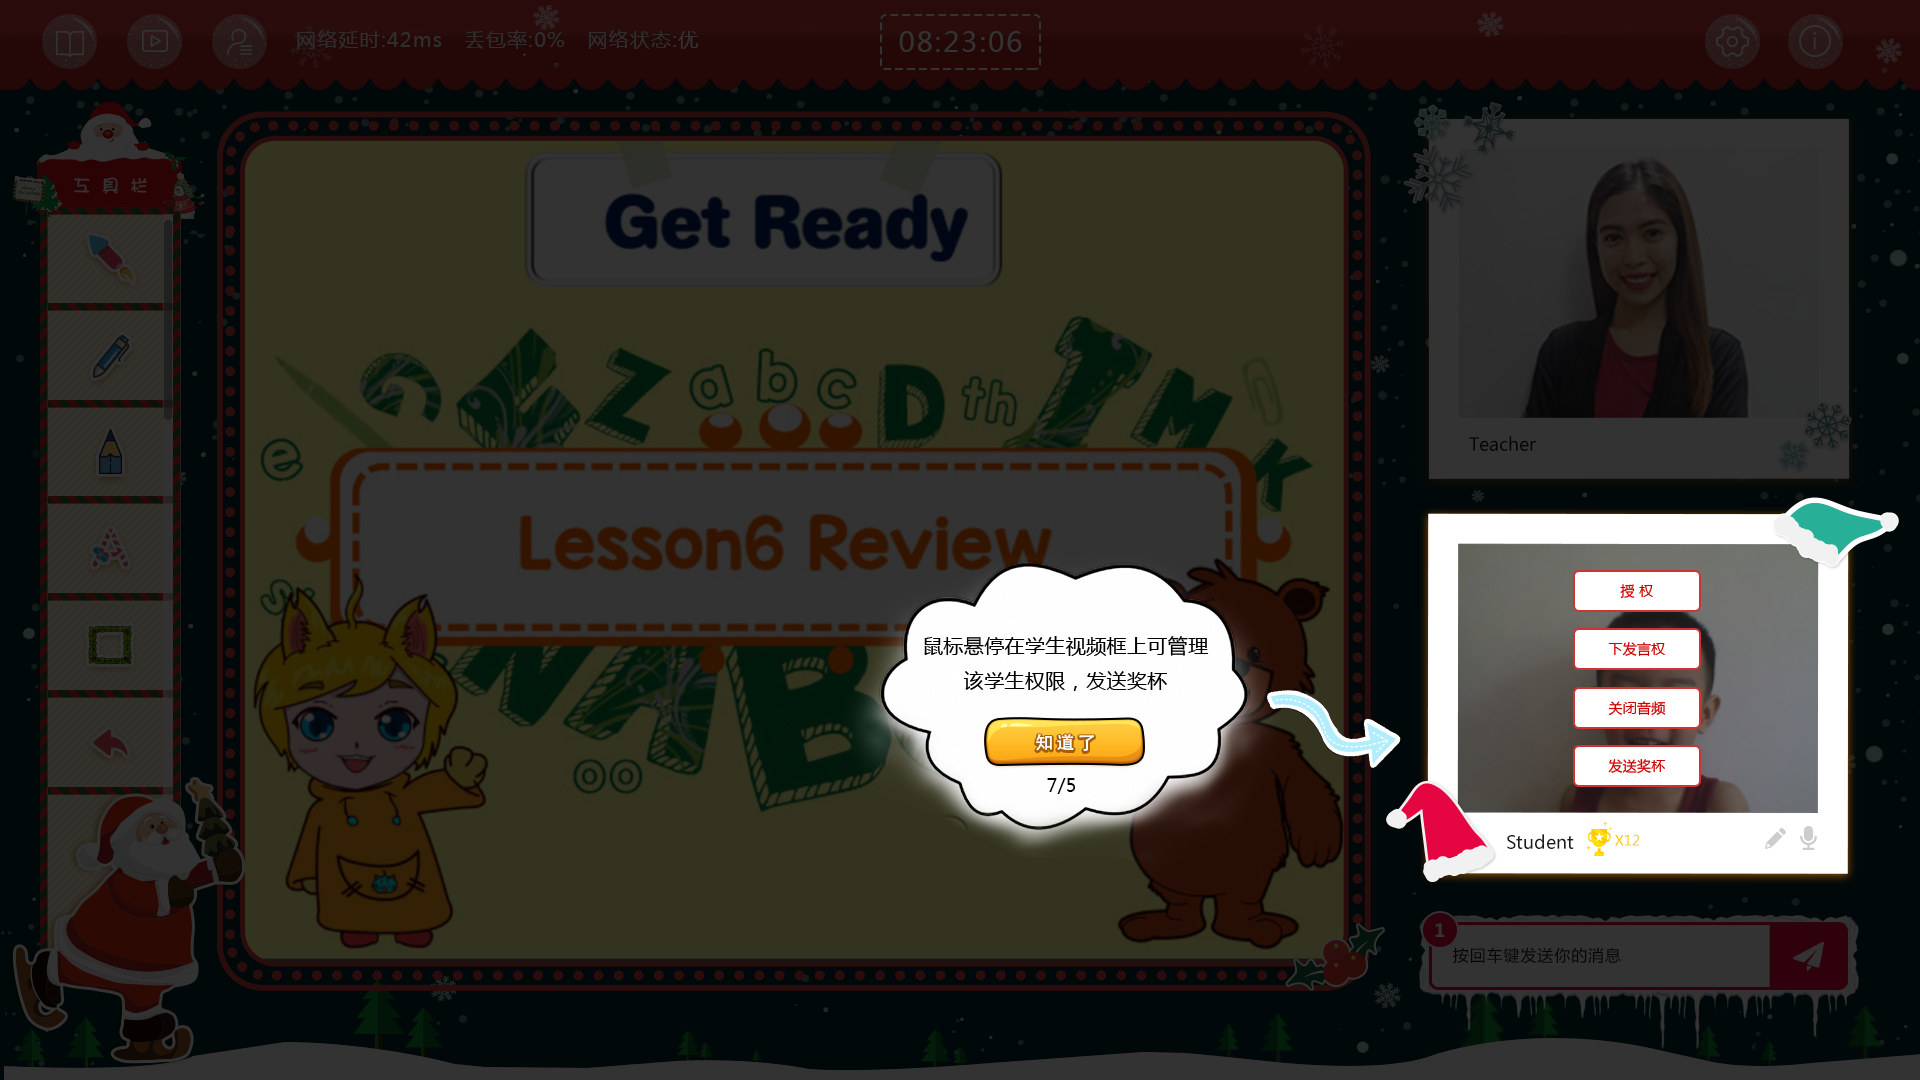 网络延时:42ms 丢包率:0% 网络状态:优
08:23:06
工具栏
Get Ready
G E Z a b c D th I M
e
K
Lesson6 Review
s
W A B
oo
鼠标悬停在学生视频框上可管理
该学生权限，发送奖杯
知道了
7/5
Teacher
授 权
下发言权
关闭音频
发送奖杯
Student X12
1
按回车键发送你的消息